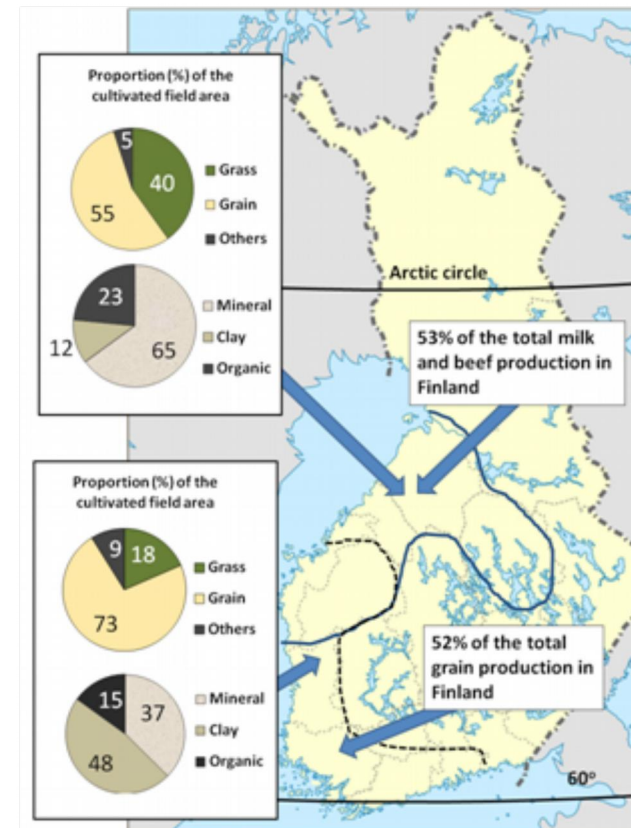 Proportion (%) of the
cultivated field area
5
40
55
Grass
Grain
Others
23
12
65
Mineral
Clay
Organic
Arctic circle
53% of the total milk
and beef production in
Finland
Proportion (%) of the
cultivated field area
9
18
73
Grass
Grain
Others
15
37
48
Mineral
Clay
Organic
52% of the total
grain production in
Finland
60°